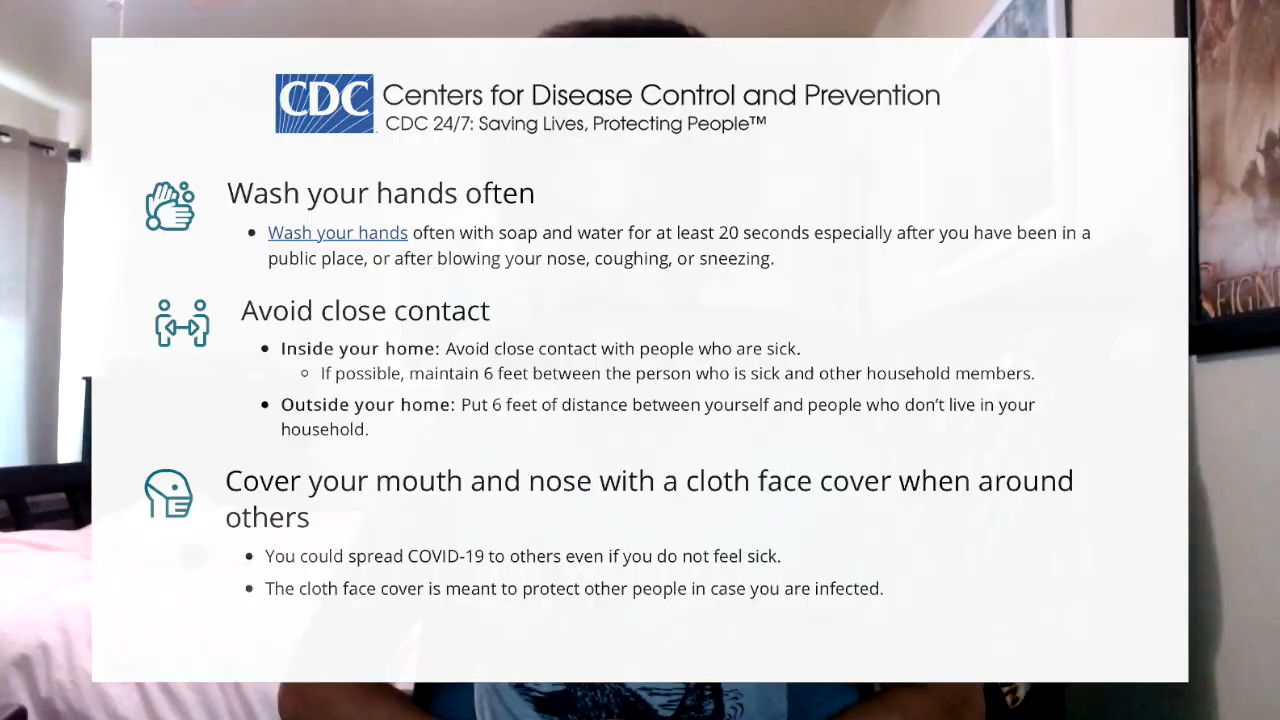 CDC Centers for Disease Control and Prevention
CDC 24/7: Saving Lives, Protecting People™
Wash your hands often
• Wash your hands often with soap and water for at least 20 seconds especially after you have been in a
public place, or after blowing your nose, coughing, or sneezing.
Avoid close contact
• Inside your home: Avoid close contact with people who are sick.
◦ If possible, maintain 6 feet between the person who is sick and other household members.
• Outside your home: Put 6 feet of distance between yourself and people who don't live in your
household.
Cover your mouth and nose with a cloth face cover when around
others
• You could spread COVID-19 to others even if you do not feel sick.
• The cloth face cover is meant to protect other people in case you are infected.